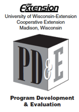 Extension
University of Wisconsin-Extension
Cooperative Extension
Madison, Wisconsin
PD&E
Program Development
& Evaluation